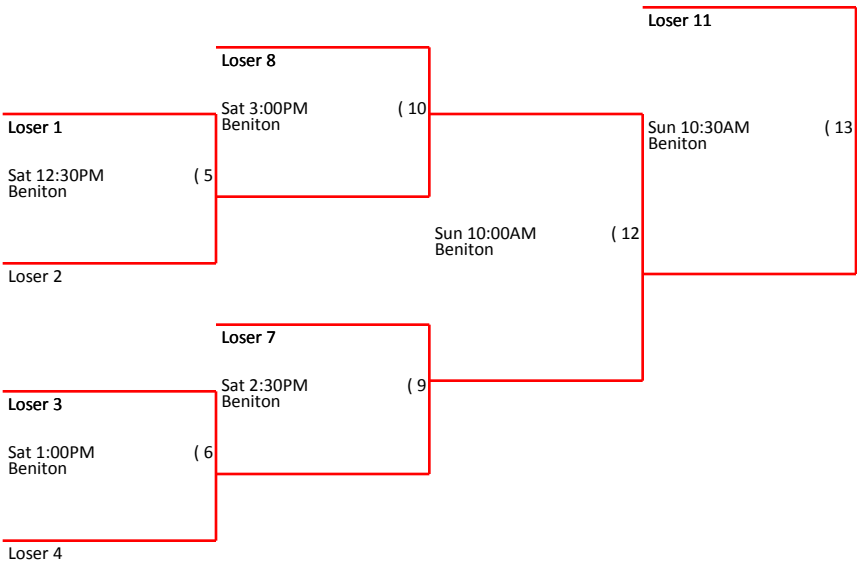 Loser 11
Loser 8
Sat 3:00PM ( 10
Beniton
Loser 1
Sun 10:30AM ( 13
Beniton
Sat 12:30PM ( 5
Beniton
Sun 10:00AM ( 12
Beniton
Loser 2
Loser 7
Sat 2:30PM ( 9
Beniton
Loser 3
Sat 1:00PM ( 6
Beniton
Loser 4